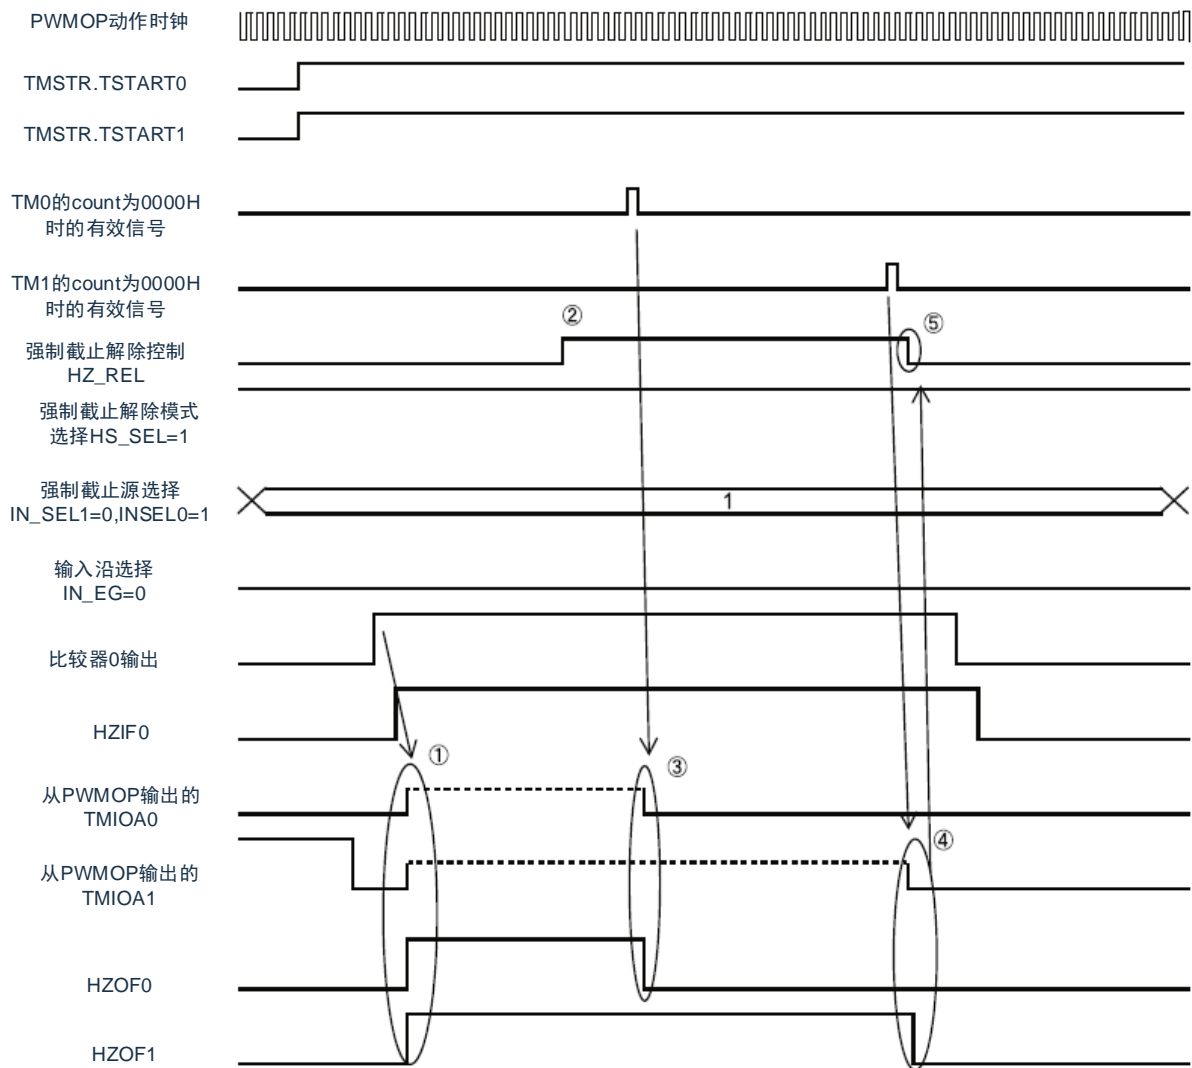 PWMOP动作时钟
TMSTR.TSTART0
TMSTR.TSTART1
TM0的count为0000H
时的有效信号
TM1的count为0000H
时的有效信号
②
⑤
强制截止解除控制
HZ_REL
强制截止解除模式
选择HS_SEL=1
强制截止源选择
IN_SEL1=0,INSEL0=1
1
输入沿选择
IN_EG=0
比较器0输出
HZIF0
①
③
从PWMOP输出的
TMIOA0
④
从PWMOP输出的
TMIOA1
HZOF0
HZOF1